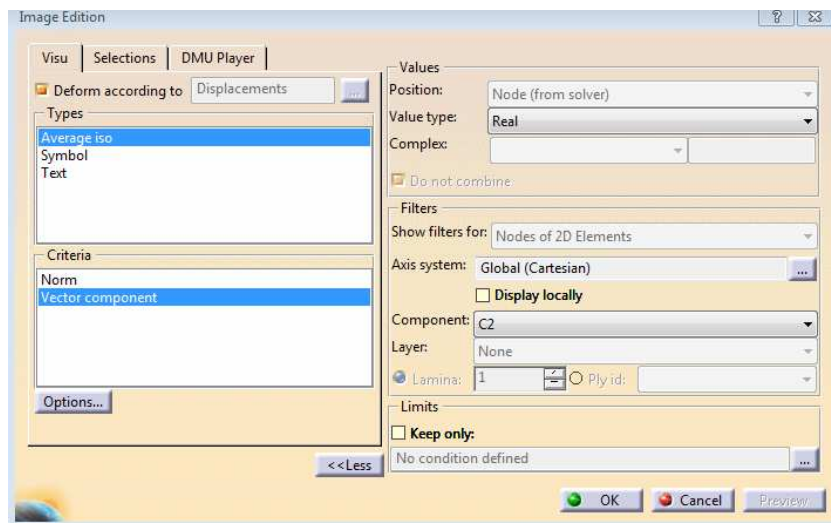 Image Edition
Visu
Selections
DMU Player
Deform according to
Displacements
...
Types
Average iso
Symbol
Text
Criteria
Norm
Vector component
Options...
<<Less
Values
Position:
Node (from solver)
Value type:
Real
Complex:
Do not combine
Filters
Show filters for:
Nodes of 2D Elements
Axis system:
Global (Cartesian)
...
Display locally
Component:
C2
Layer:
None
Lamina:
1
Ply id:
Limits
Keep only:
No condition defined
...
OK
Cancel
Preview